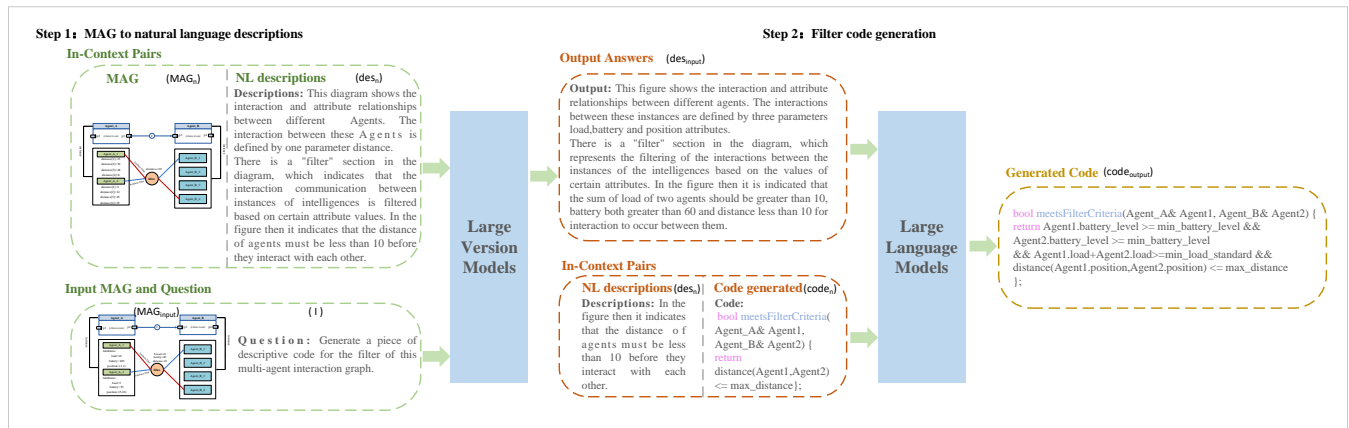 Step 1： MAG to natural language descriptions
Step 2： Filter code generation
In-Context Pairs
MAG (MAGn)
NL descriptions (desn)
Descriptions: This diagram shows the
interaction and attribute relationships
between different Agents. The
interaction between these Agents is
defined by one parameter distance.
There is a "filter" section in the
diagram, which indicates that the
interaction communication between
instances of intelligences is filtered
based on certain attribute values. In the
figure then it indicates that the distance
of agents must be less than 10 before
they interact with each other.
Input MAG and Question
(MAGinput)
( I )
Question: Generate a piece of
descriptive code for the filter of this
multi-agent interaction graph.
Large
Version
Models
Output Answers (desinput)
Output: This figure shows the interaction and attribute
relationships between different agents. The interactions
between these instances are defined by three parameters
load,battery and position attributes.
There is a "filter" section in the diagram, which
represents the filtering of the interactions between the
instances of the intelligences based on the values of
certain attributes. In the figure then it is indicated that
the sum of load of two agents should be greater than 10,
battery both greater than 60 and distance less than 10 for
interaction to occur between them.
In-Context Pairs
NL descriptions (desn)
Descriptions: In the
figure then it indicates
that the distance of
agents must be less
than 10 before they
interact with each
other.
Code generated(coden)
Code:
bool meetsFilterCriteria(
Agent_A& Agent1,
Agent_B& Agent2) {
return
distance(Agent1,Agent2)
<= max_distance};
Large
Language
Models
Generated Code (codeoutput)
bool meetsFilterCriteria(Agent_A& Agent1, Agent_B& Agent2) {
return Agent1.battery_level >= min_battery_level &&
Agent2.battery_level >= min_battery_level
&& Agent1.load+Agent2.load>=min_load_standard &&
distance(Agent1.position,Agent2.position) <= max_distance
};